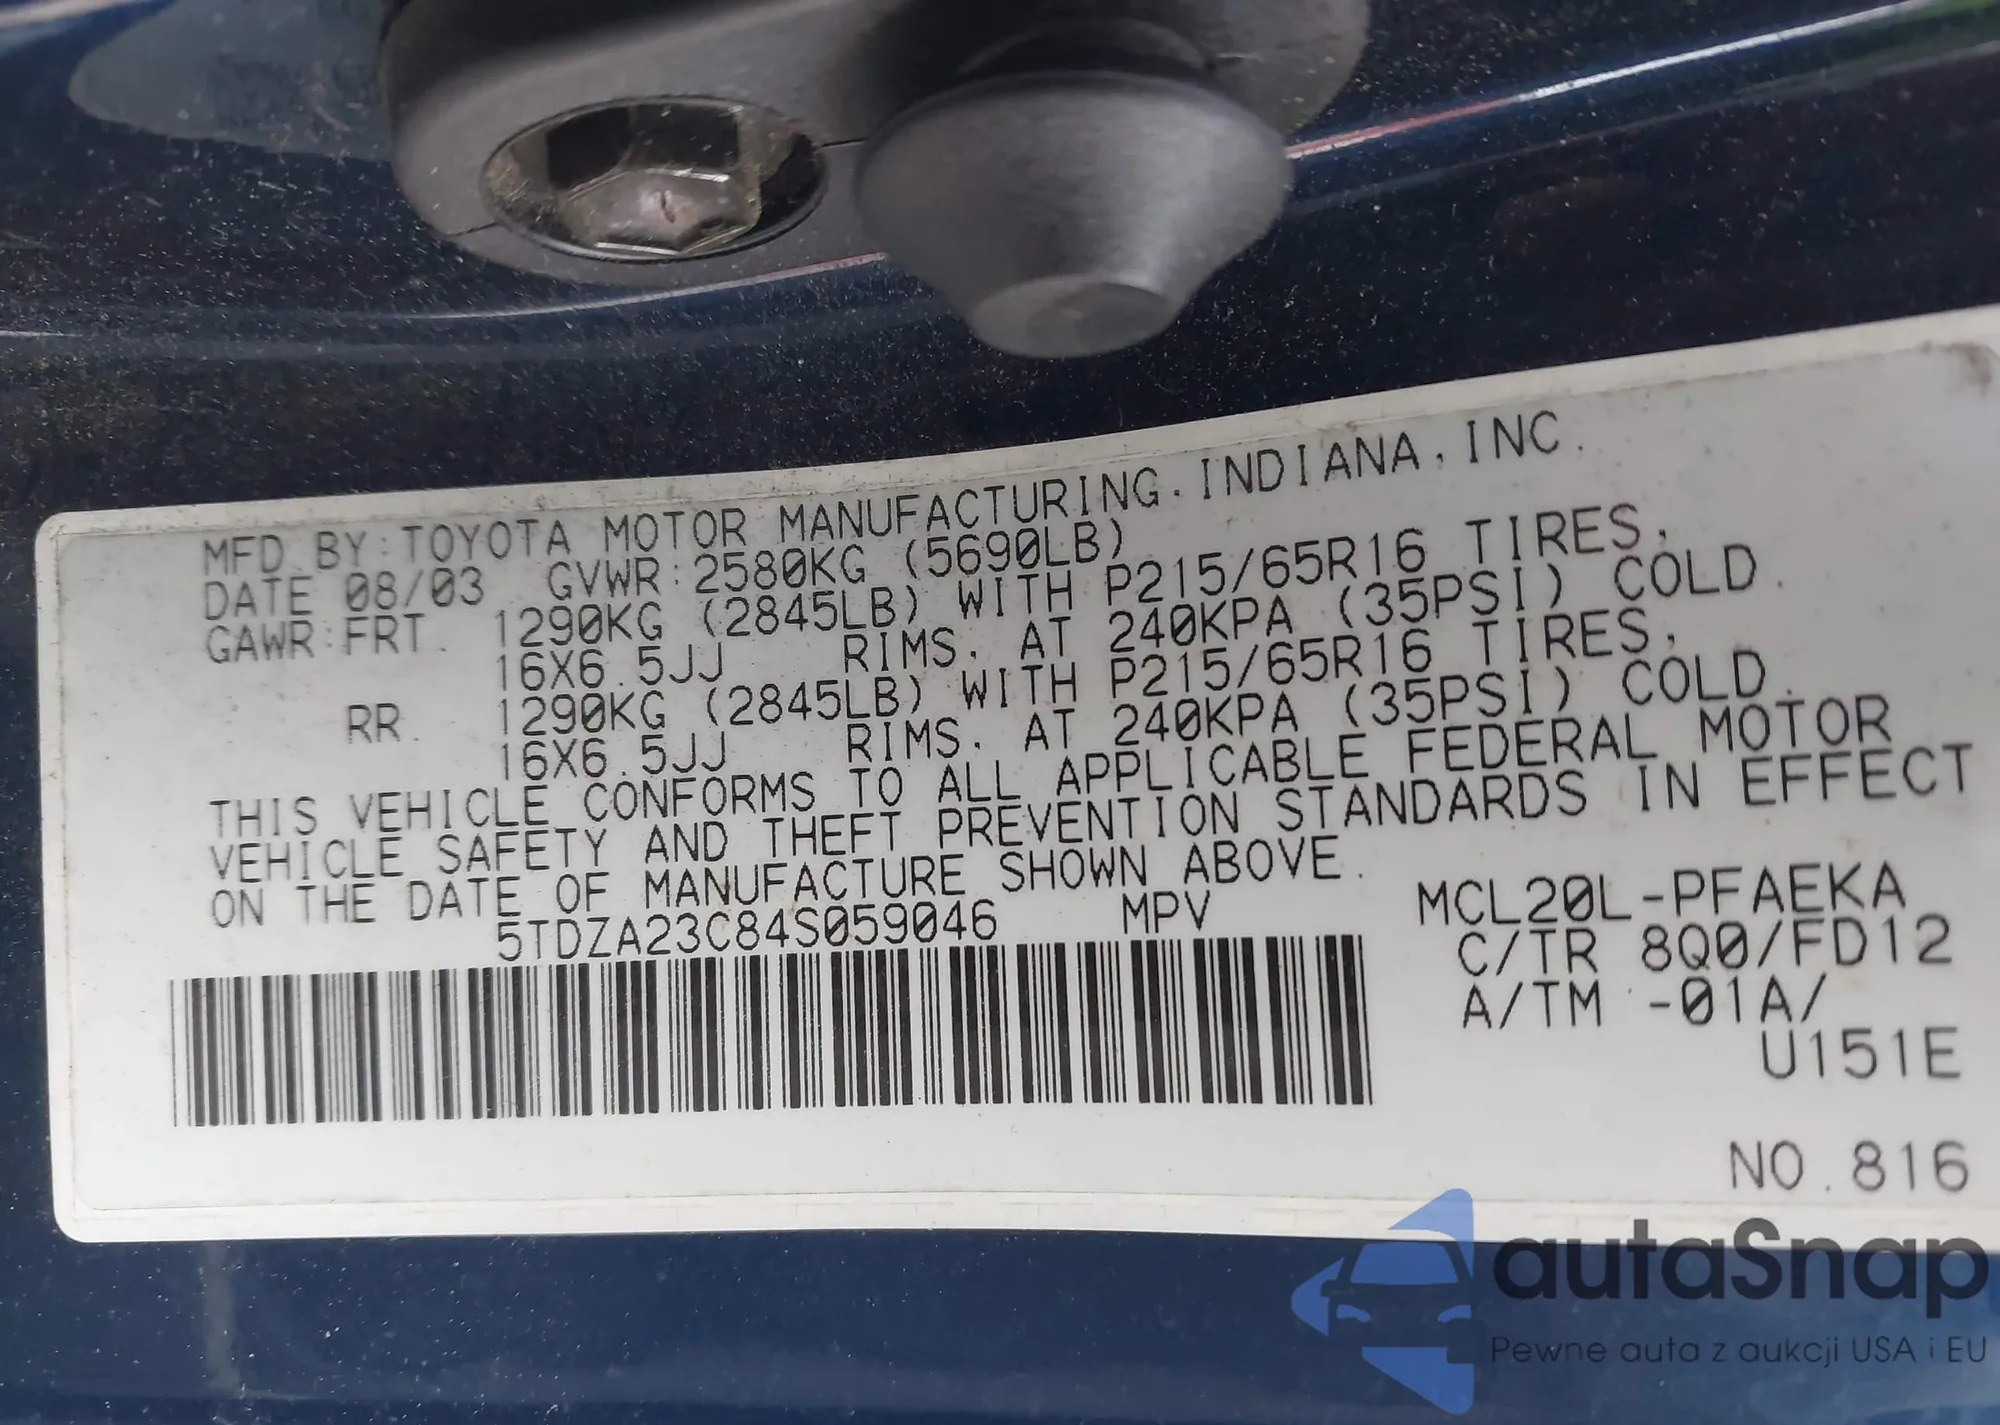 MFD. BY:TOYOTA MOTOR MANUFACTURING, INDIANA, INC.
DATE 08/03 GVWR:2580KG (5690LB)
GAWR:FRT. 1290KG (2845LB) WITH P215/65R16 TIRES,
16X6.5JJ RIMS, AT 240KPA (35PSI) COLD.
RR. 1290KG (2845LB) WITH P215/65R16 TIRES,
16X6.5JJ RIMS, AT 240KPA (35PSI) COLD.
THIS VEHICLE CONFORMS TO ALL APPLICABLE FEDERAL MOTOR
VEHICLE SAFETY AND THEFT PREVENTION STANDARDS IN EFFECT
ON THE DATE OF MANUFACTURE SHOWN ABOVE.
5TDZA23C84S059046 MPV
MCL20L-PFAEKA
C/TR 8Q0/FD12
A/TM -01A/
U151E
NO.816
autaSnap
Pewne auta z aukcji USA i EU